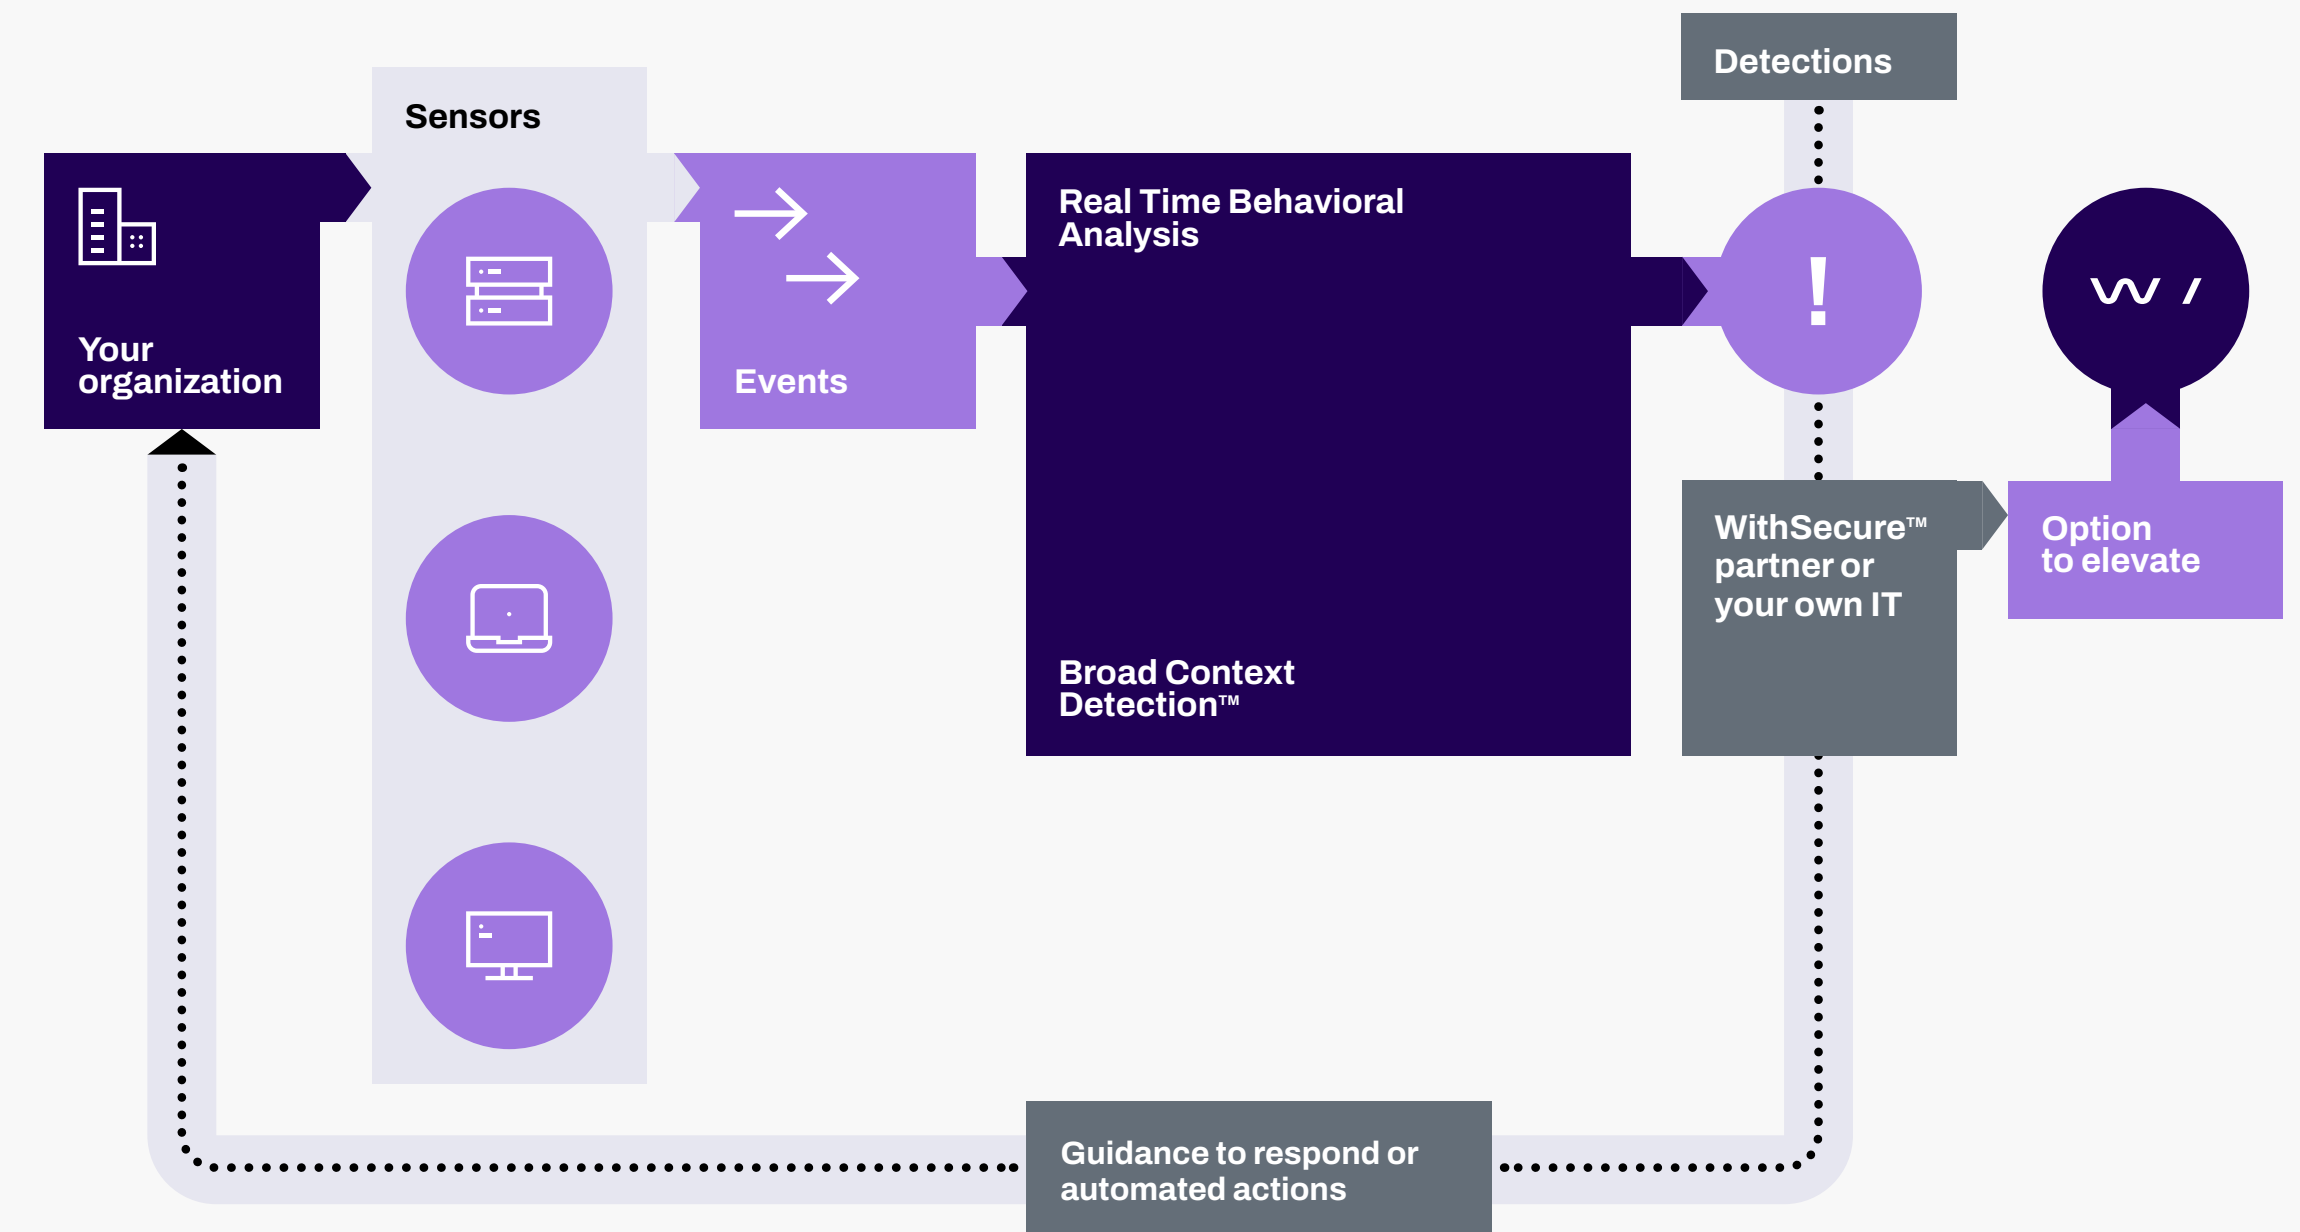 Detections
Sensors
Real Time Behavioral
Analysis
!
Your
organization
Events
WithSecure™
partner or
your own IT
Option
to elevate
Broad Context
Detection™
Guidance to respond or
automated actions